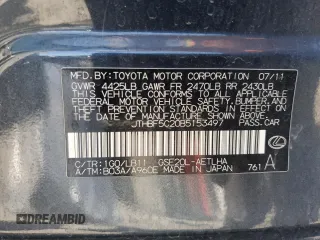 MFD.BY:TOYOTA MOTOR CORPORATION 07/11
GVWR 4425LB GAWR FR 2470LB RR 2430LB
THIS VEHICLE CONFORMS TO ALL APPLICABLE
FEDERAL MOTOR VEHICLE SAFETY, BUMPER, AND
THEFT PREVENTION STANDARDS IN EFFECT ON
THE DATE OF MANUFACTURE SHOWN ABOVE.
JTHBF5C20B5153497 PASS.CAR
C/TR:1G0/LB11 GSE20L-AETLHA
A/TM:B03A/A960E MADE IN JAPAN 761A
DREAMBID